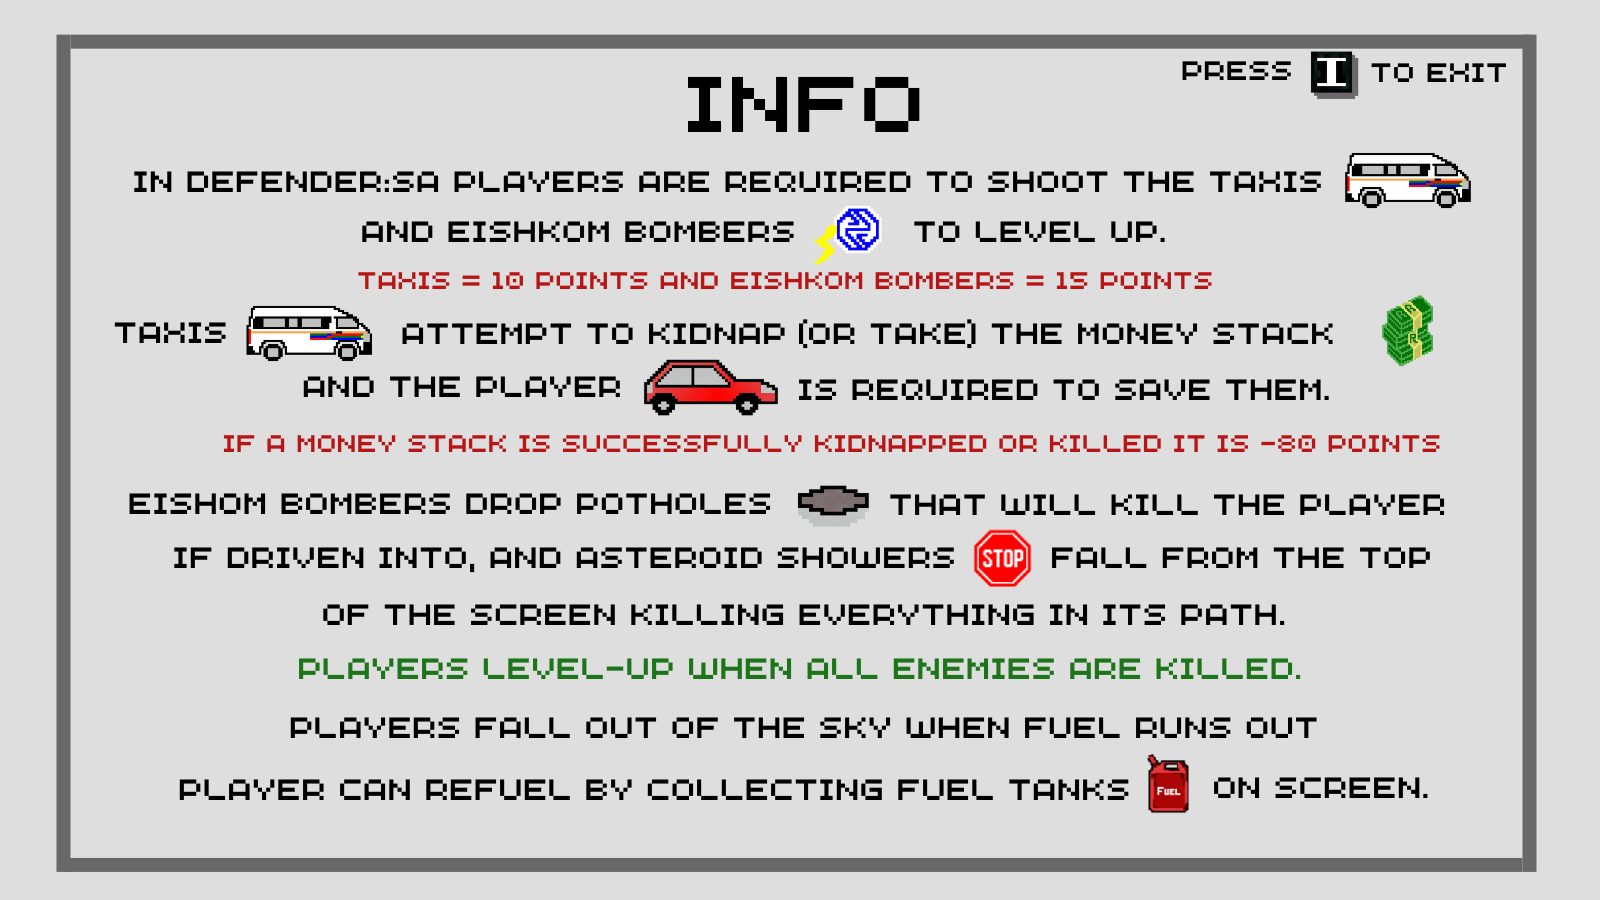 PRESS I TO EXIT
INFO
IN DEFENDER:SA PLAYERS ARE REQUIRED TO SHOOT THE TAXIS
AND EISHKOM BOMBERS TO LEVEL UP.
TAXIS = 10 POINTS AND EISHKOM BOMBERS = 15 POINTS
TAXIS ATTEMPT TO KIDNAP (OR TAKE) THE MONEY STACK
R
AND THE PLAYER IS REQUIRED TO SAVE THEM.
IF A MONEY STACK IS SUCCESSFULLY KIDNAPPED OR KILLED IT IS -80 POINTS
EISHOM BOMBERS DROP POTHOLES THAT WILL KILL THE PLAYER
IF DRIVEN INTO, AND ASTEROID SHOWERS STOP FALL FROM THE TOP
OF THE SCREEN KILLING EVERYTHING IN ITS PATH.
PLAYERS LEVEL-UP WHEN ALL ENEMIES ARE KILLED.
PLAYERS FALL OUT OF THE SKY WHEN FUEL RUNS OUT
PLAYER CAN REFUEL BY COLLECTING FUEL TANKS FUEL ON SCREEN.